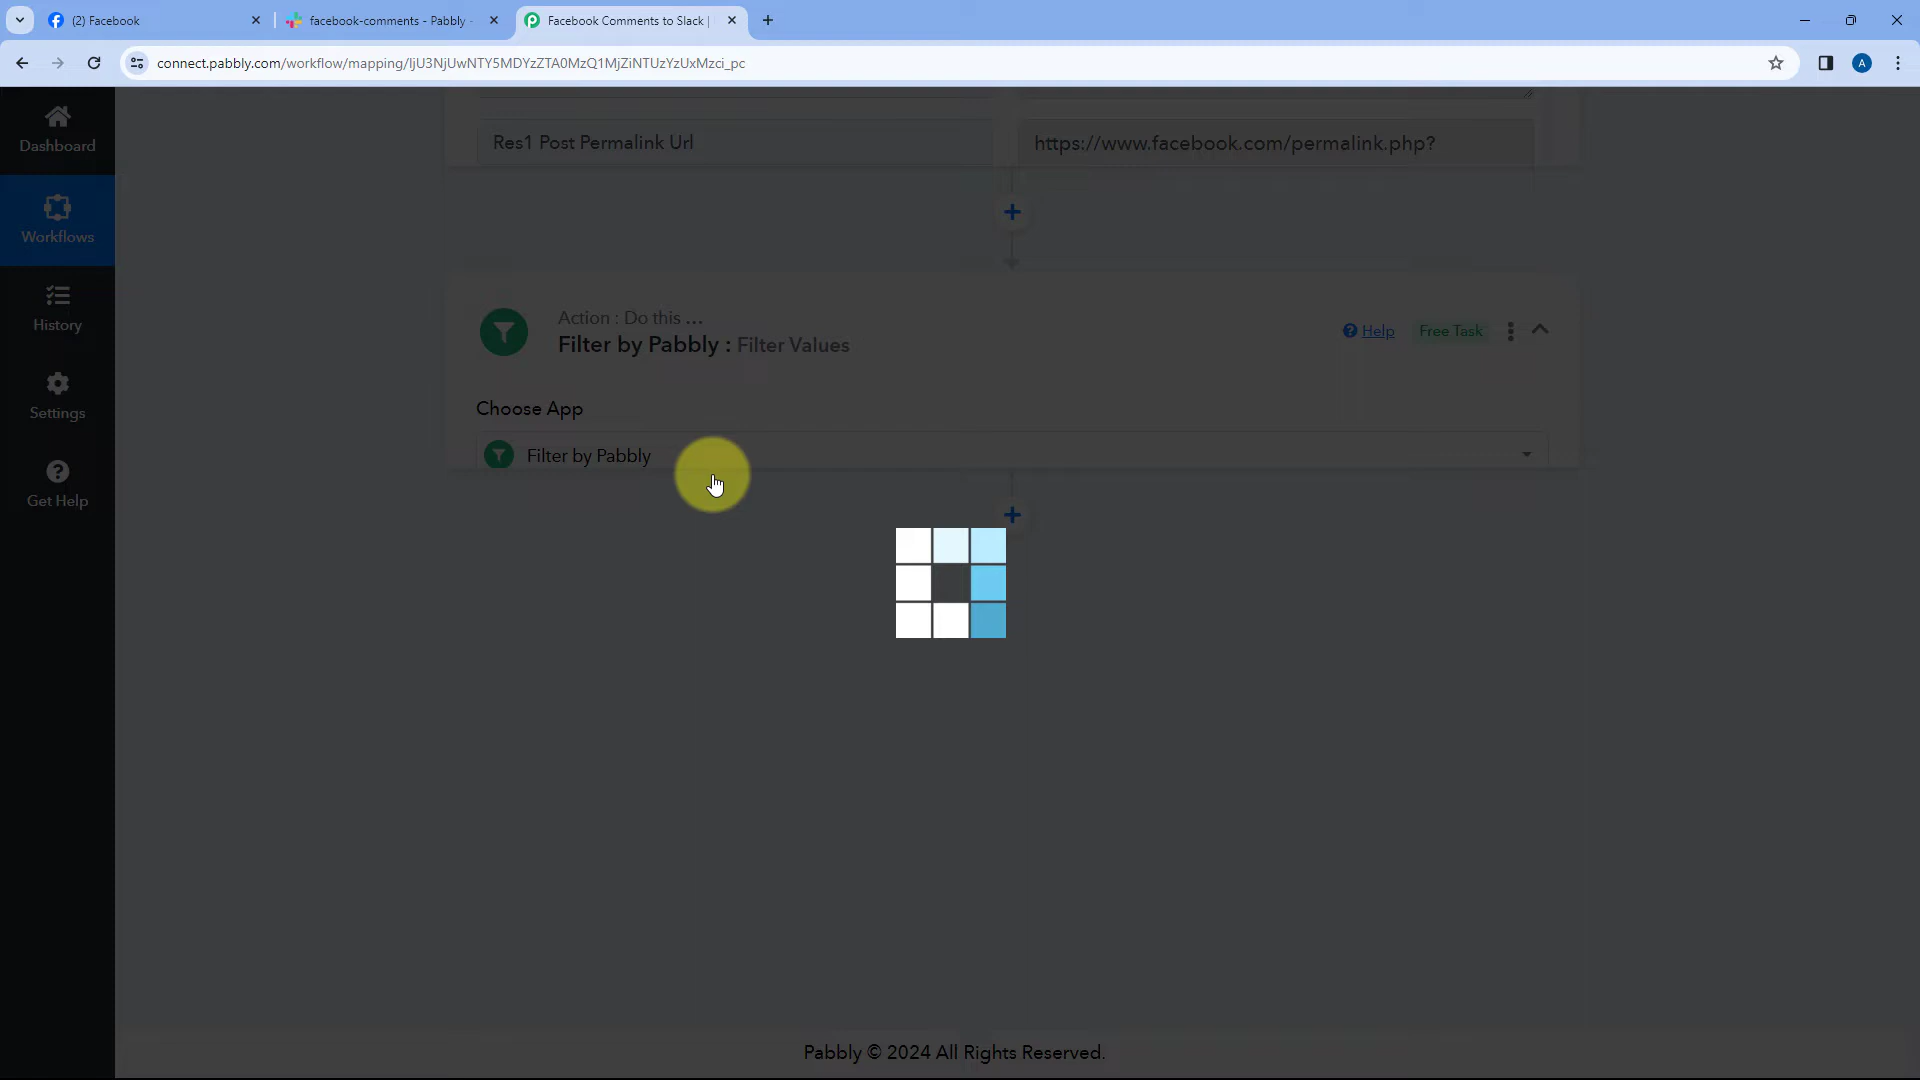 (2) Facebook
facebook-comments - Pabbly -
Facebook Comments to Slack |
connect.pabbly.com/workflow/mapping/IjU3NjUwNTY5MDYzZTA0MzQ1MjZiNTUzYzUxMzci_pc
A
Dashboard
Workflows
History
Settings
Get Help
Res1 Post Permalink Url
https://www.facebook.com/permalink.php?
Action : Do this ...
Filter by Pabbly : Filter Values
Help
Free Task
Choose App
Filter by Pabbly
Pabbly © 2024 All Rights Reserved.